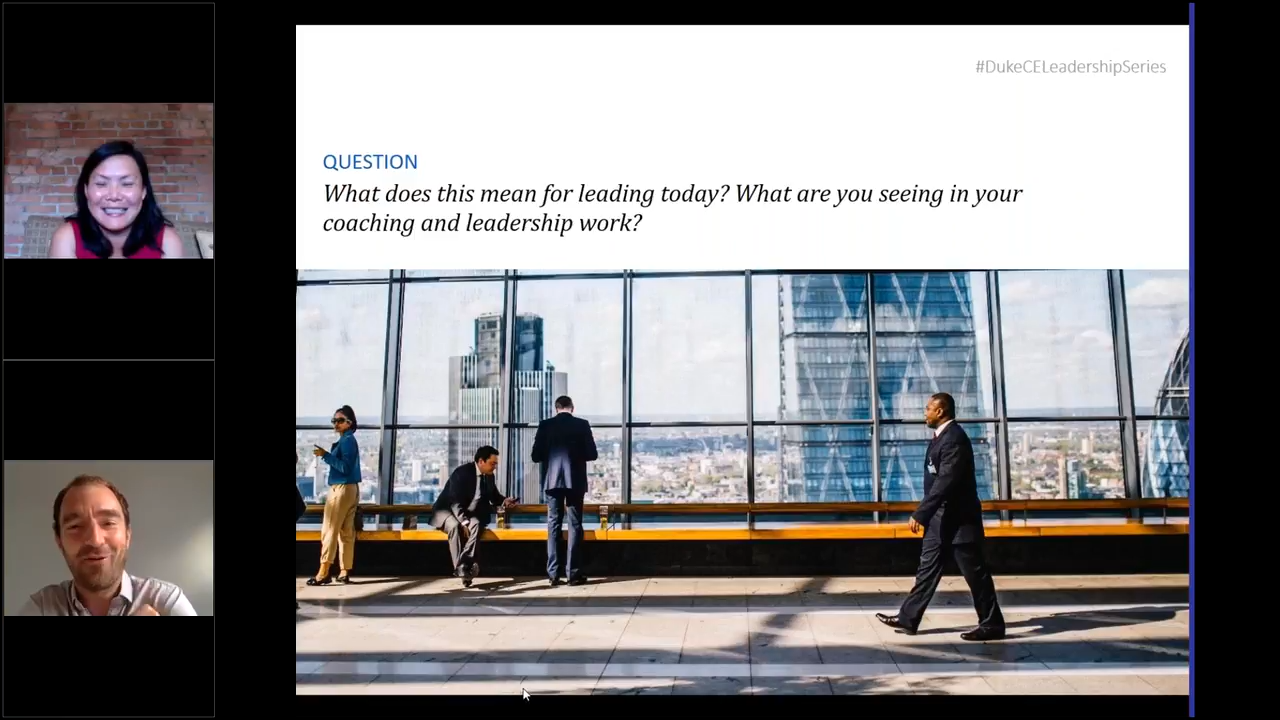 #DukeCELeadershipSeries
QUESTION
What does this mean for leading today? What are you seeing in your
coaching and leadership work?